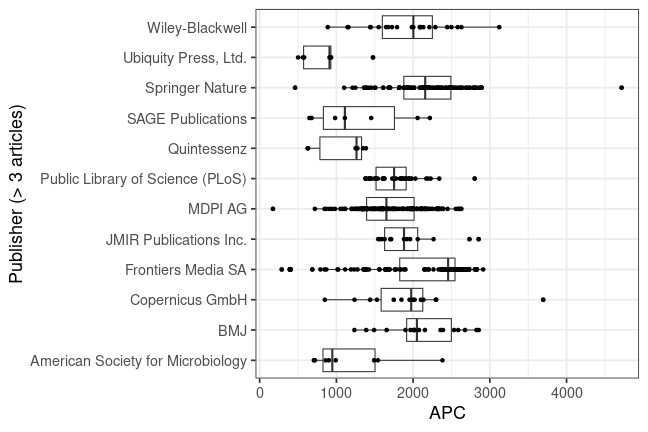 Publisher (> 3 articles)
Wiley-Blackwell
Ubiquity Press, Ltd.
Springer Nature
SAGE Publications
Quintessenz
Public Library of Science (PLoS)
MDPI AG
JMIR Publications Inc.
Frontiers Media SA
Copernicus GmbH
BMJ
American Society for Microbiology
0 1000 2000 3000 4000
APC